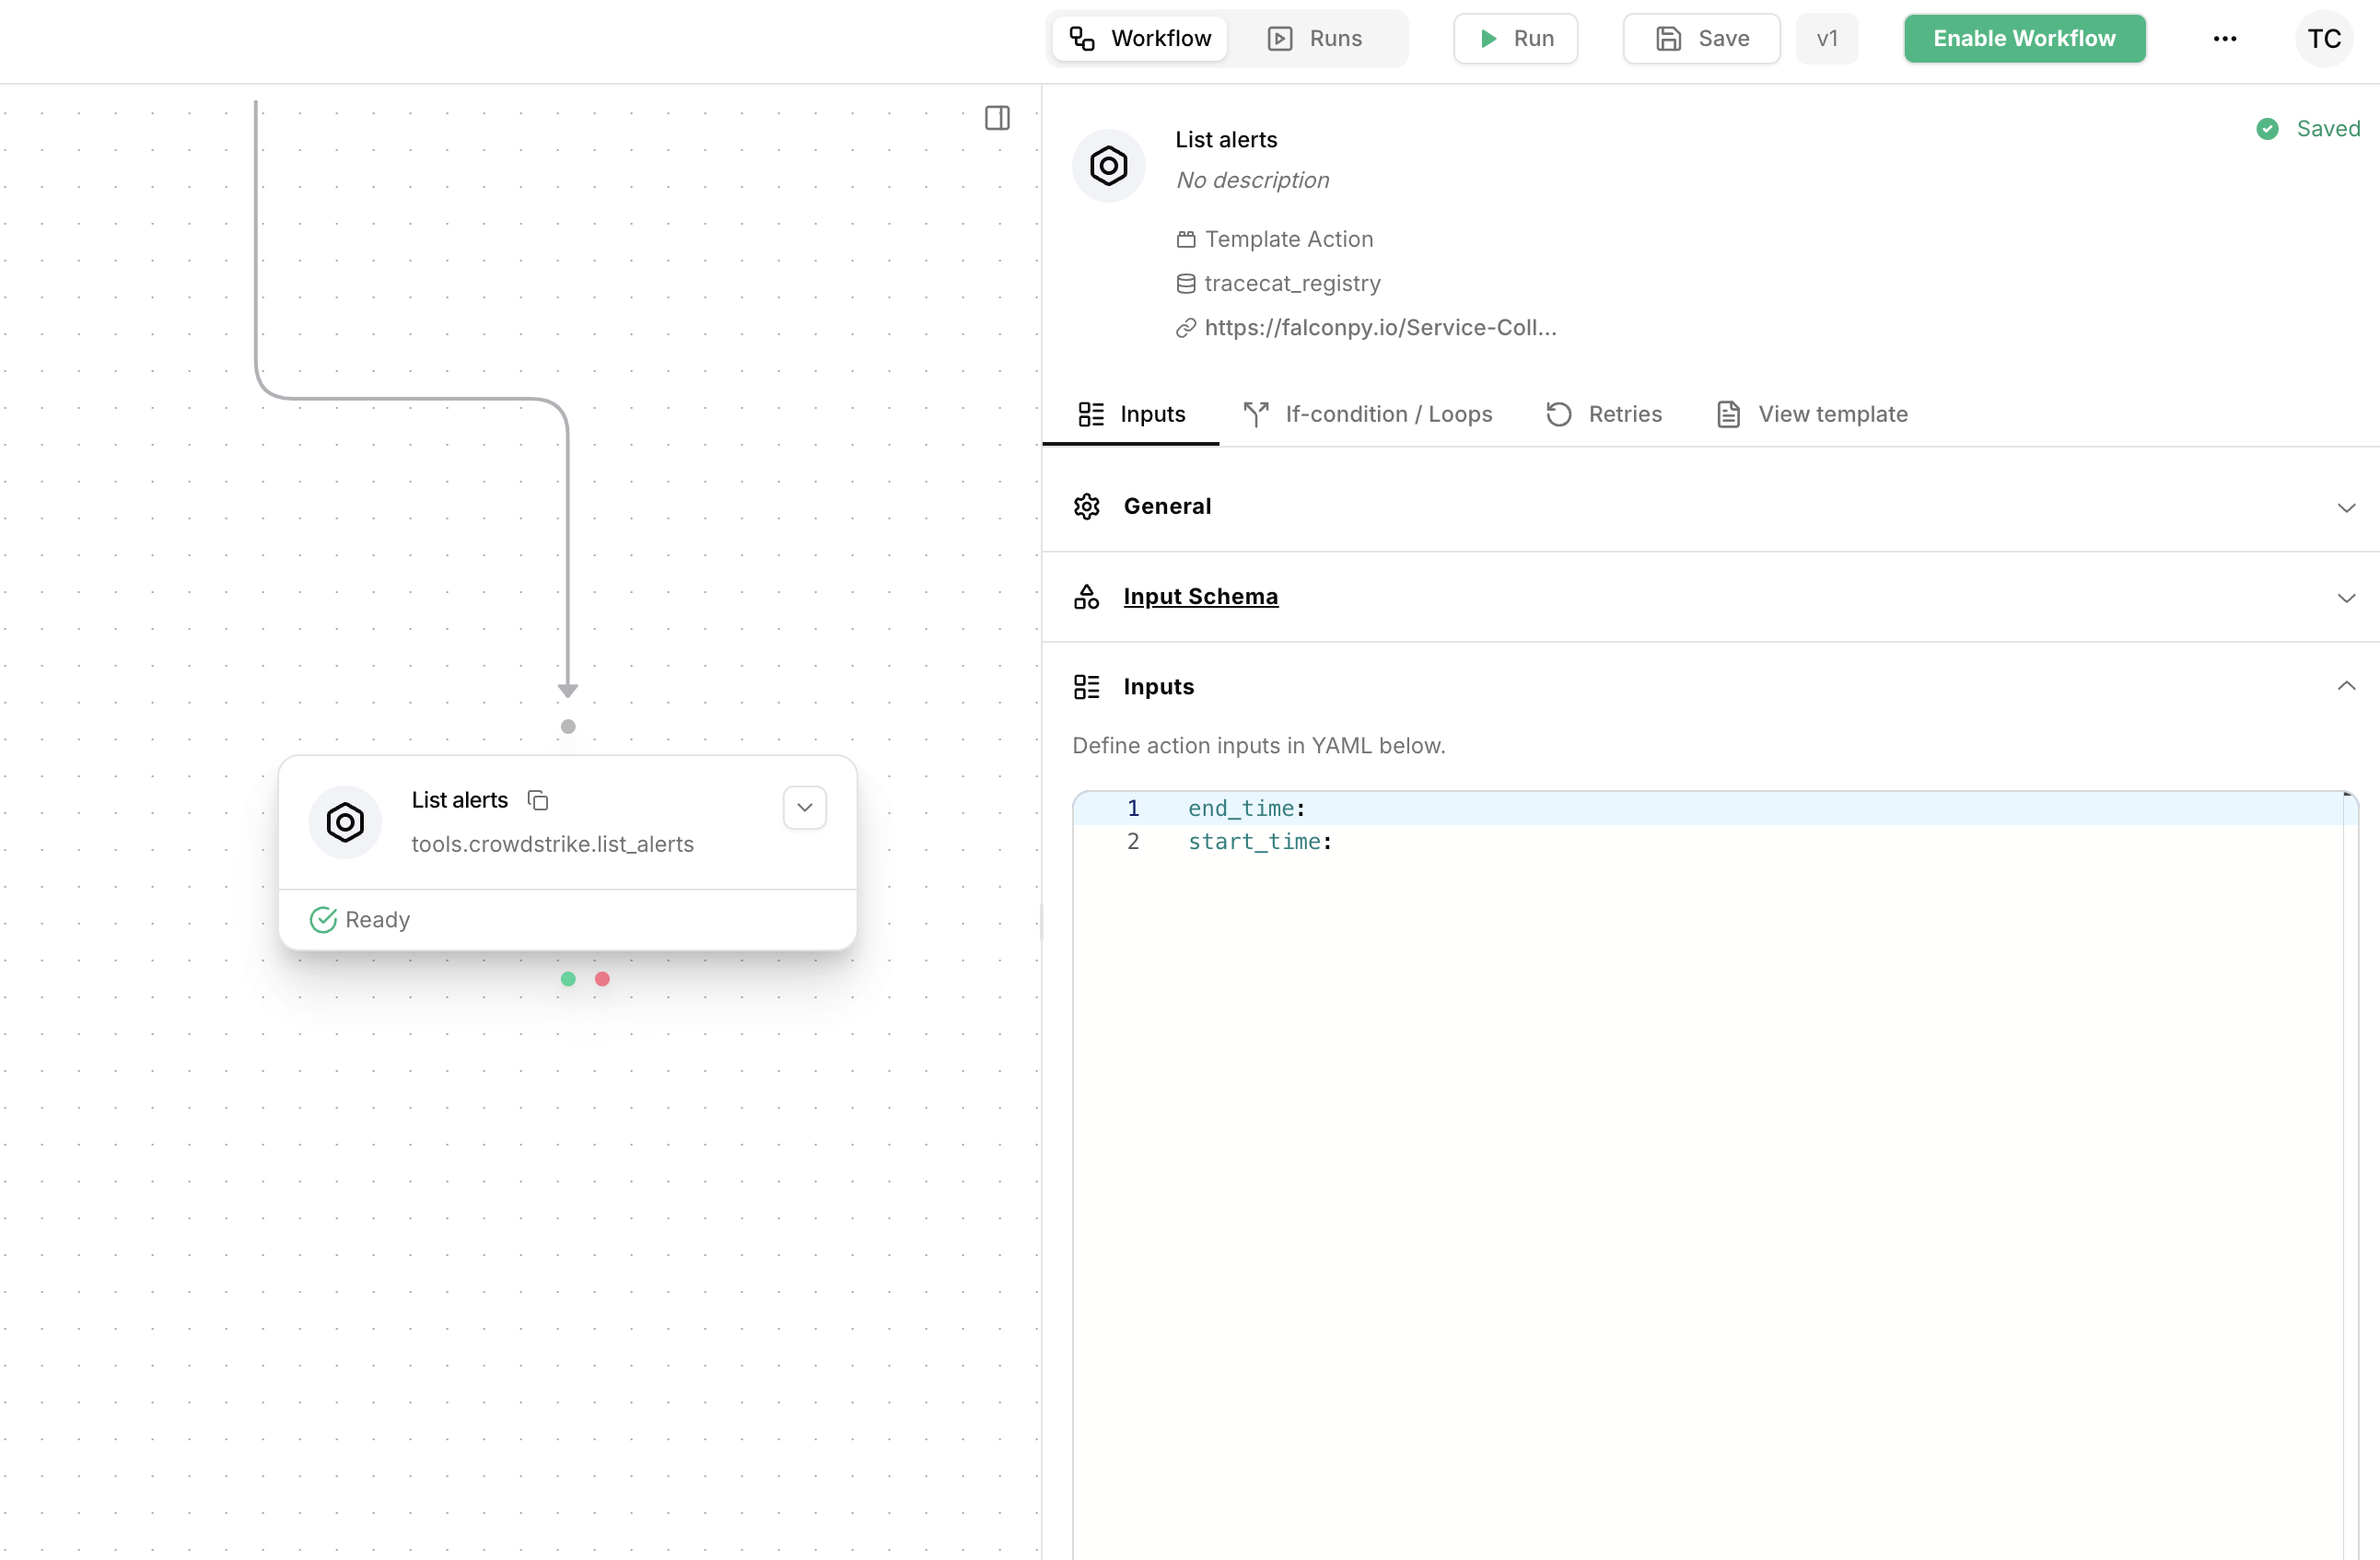 Workflow
Runs
Run
Save
v1
Enable Workflow
TC
List alerts
Saved
No description
Template Action
tracecat_registry
https://falconpy.io/Service-Coll...
Inputs
If-condition / Loops
Retries
View template
General
Input Schema
Inputs
Define action inputs in YAML below.
1 end_time:
2 start_time:
List alerts
tools.crowdstrike.list_alerts
Ready